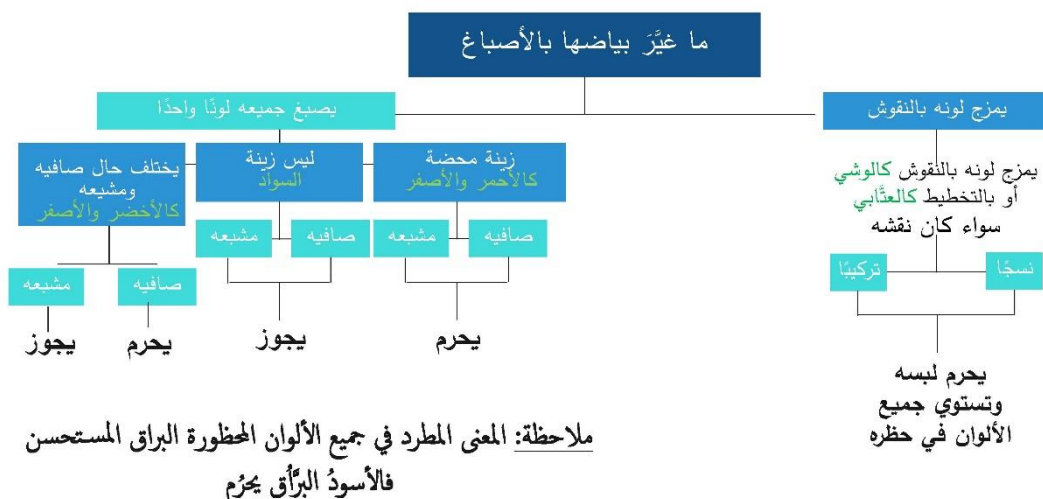 ما غيَّرَ بياضها بالأصباغ
يمزج لونه بالنقوش
يصبغ جميعه لونًا واحدًا
يمزج لونه بالنقوش كالوشي
أو بالتخطيط كالعتَّابي
سواء كان نقشه
نسجًا
تركيبًا
يحرم لبسه
وتستوي جميع
الألوان في حظره
زينة محضة
كالأحمر والأصفر
صافيه
مشبعه
يحرم
ليس زينة
السواد
صافيه
مشبعه
يجوز
يختلف حال صافيه
ومشبعه
كالأخضر والأصفر
صافيه
مشبعه
يحرم
يجوز
ملاحظة: المعنى المطرد في جميع الألوان المحظورة البراق المستحسن
فالأسودُ البرَّاُق يحرُم